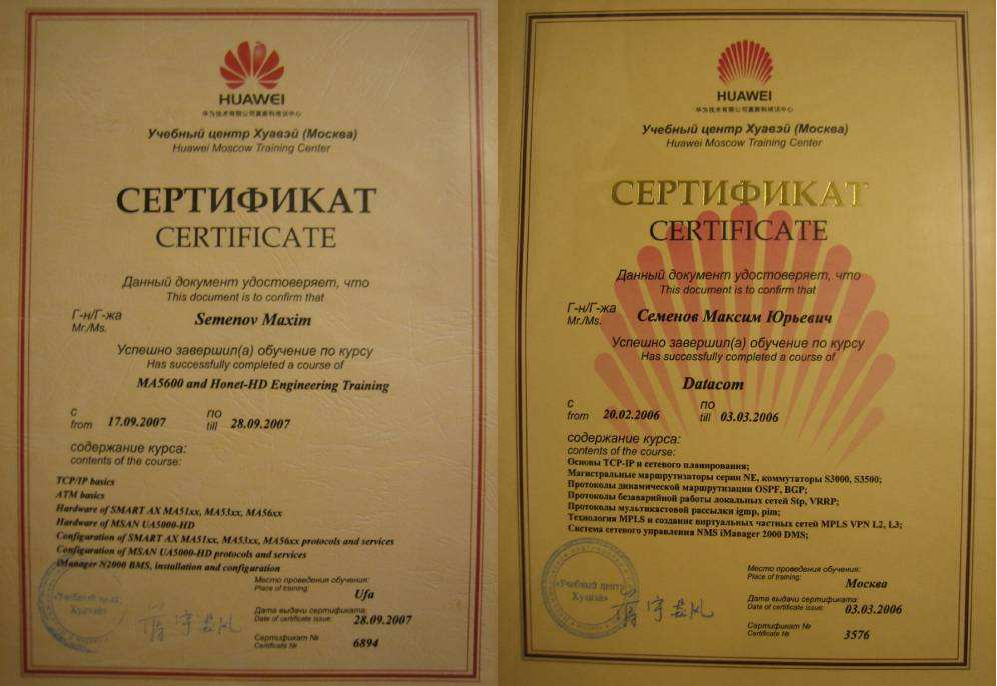 HUAWEI
华为技术有限公司莫斯科培训中心
Учебный центр Хуавэй (Москва)
Huawei Moscow Training Center
СЕРТИФИКАТ
CERTIFICATE
Данный документ удостоверяет, что
This document is to confirm that
Г-н/Г-жа
Mr./Ms.
Semenov Maxim
Успешно завершил(а) обучение по курсу
Has successfully completed a course of
MA5600 and Honet-HD Engineering Training
с
from 17.09.2007
по
till 28.09.2007
содержание курса:
contents of the course:
TCP/IP basics
ATM basics
Hardware of SMART AX MA51xx, MA53xx, MA56xx
Hardware of MSAN UA5000-HD
Configuration of SMART AX MA51xx, MA53xx, MA56xx protocols and services
Configuration of MSAN UA5000-HD protocols and services
iManager N2000 BMS, installation and configuration
Место проведения обучения:
Place of training:
Ufa
Дата выдачи сертификата:
Date of certificate issue:
28.09.2007
Сертификат №
Certificate №
6894
HUAWEI
华为技术有限公司莫斯科培训中心
Учебный центр Хуавэй (Москва)
Huawei Moscow Training Center
СЕРТИФИКАТ
CERTIFICATE
Данный документ удостоверяет, что
This document is to confirm that
Г-н/Г-жа
Mr./Ms.
Семенов Максим Юрьевич
Успешно завершил(а) обучение по курсу
Has successfully completed a course of
Datacom
с
from 20.02.2006
по
till 03.03.2006
содержание курса:
contents of the course:
Основы TCP-IP и сетевого планирования;
Магистральные маршрутизаторы серии NE, коммутаторы S3000, S3500;
Протоколы динамической маршрутизации OSPF, BGP;
Протоколы безаварийной работы локальных сетей Stp, VRRP;
Протоколы мультикастовой рассылки igmp, pim;
Технология MPLS и создание виртуальных частных сетей MPLS VPN L2, L3;
Система сетевого управления NMS iManager 2000 DMS;
«Учебный центр
Хуавэй»
Место проведения обучения:
Place of training:
Москва
Дата выдачи сертификата:
Date of certificate issue:
03.03.2006
Сертификат №
Certificate №
3576